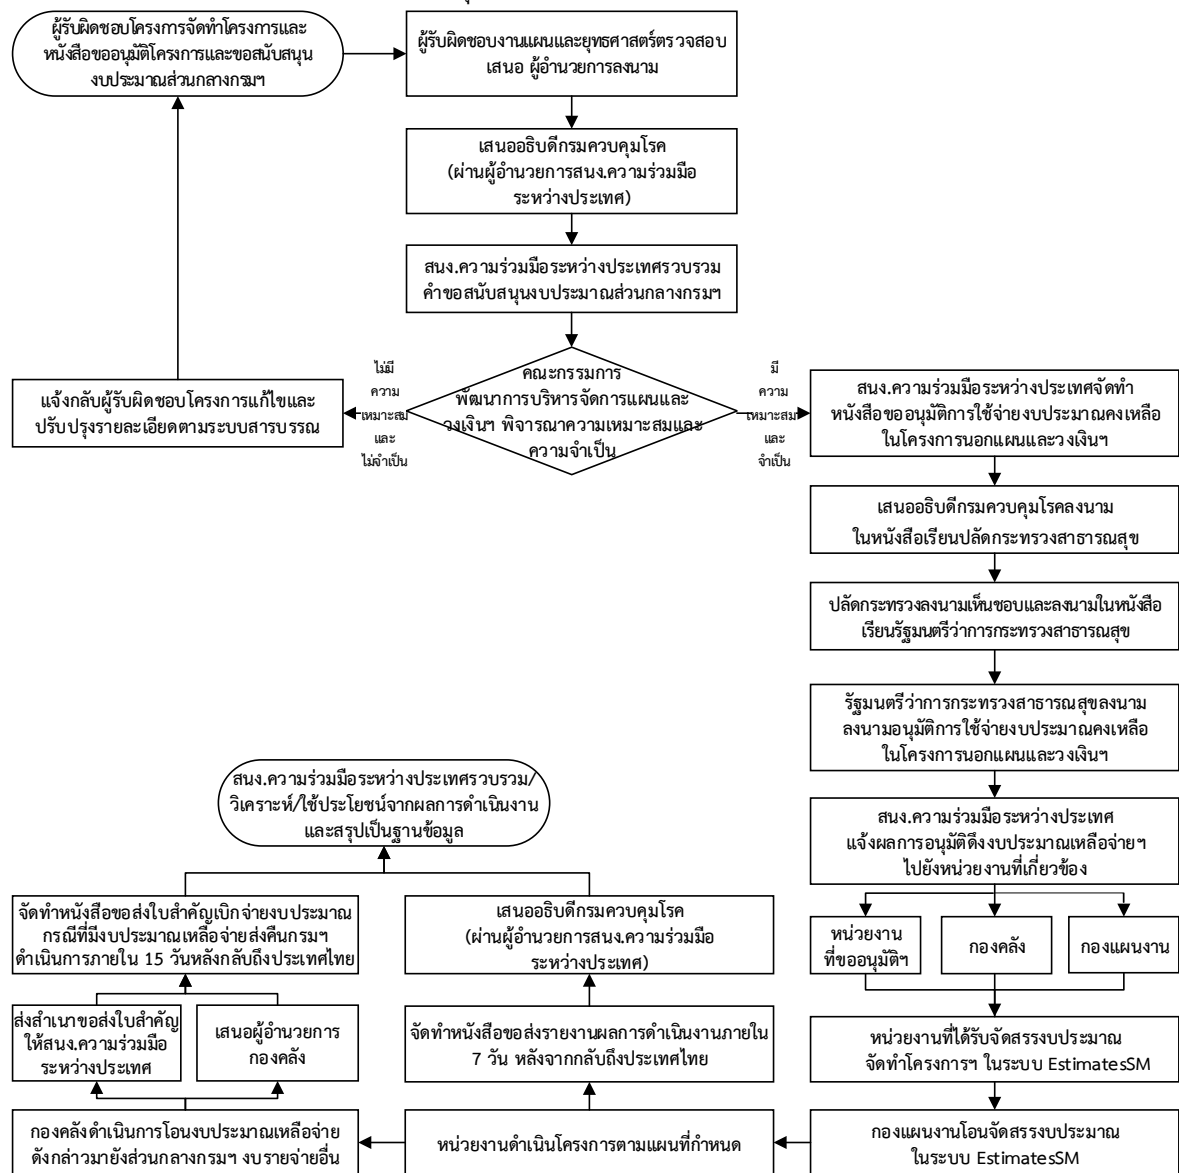 ผู้รับผิดชอบโครงการจัดทำโครงการและ
หนังสือขออนุมัติโครงการและขอสนับสนุน
งบประมาณส่วนกลางกรมฯ
ผู้รับผิดชอบงานแผนและยุทธศาสตร์ตรวจสอบ
เสนอ ผู้อำนวยการลงนาม
เสนออธิบดีกรมควบคุมโรค
(ผ่านผู้อำนวยการสนง.ความร่วมมือ
ระหว่างประเทศ)
สนง.ความร่วมมือระหว่างประเทศรวบรวม
คำขอสนับสนุนงบประมาณส่วนกลางกรมฯ
คณะกรรมการ
พัฒนาการบริหารจัดการแผนและ
วงเงินฯ พิจารณาความเหมาะสมและ
ความจำเป็น
ไม่มี
ความ
เหมาะสม
และ
ไม่จำเป็น
แจ้งกลับผู้รับผิดชอบโครงการแก้ไขและ
ปรับปรุงรายละเอียดตามระบบสารบรรณ
มี
ความ
เหมาะสม
และ
จำเป็น
สนง.ความร่วมมือระหว่างประเทศจัดทำ
หนังสือขออนุมัติการใช้จ่ายงบประมาณคงเหลือ
ในโครงการนอกแผนและวงเงินฯ
เสนออธิบดีกรมควบคุมโรคลงนาม
ในหนังสือเรียนปลัดกระทรวงสาธารณสุข
ปลัดกระทรวงลงนามเห็นชอบและลงนามในหนังสือ
เรียนรัฐมนตรีว่าการกระทรวงสาธารณสุข
รัฐมนตรีว่าการกระทรวงสาธารณสุขลงนาม
ลงนามอนุมัติการใช้จ่ายงบประมาณคงเหลือ
ในโครงการนอกแผนและวงเงินฯ
สนง.ความร่วมมือระหว่างประเทศ
แจ้งผลการอนุมัติดึงงบประมาณเหลือจ่ายฯ
ไปยังหน่วยงานที่เกี่ยวข้อง
หน่วยงาน
ที่ขออนุมัติฯ
กองคลัง
กองแผนงาน
หน่วยงานที่ได้รับจัดสรรงบประมาณ
จัดทำโครงการฯ ในระบบ EstimatesSM
กองแผนงานโอนจัดสรรงบประมาณ
ในระบบ EstimatesSM
หน่วยงานดำเนินโครงการตามแผนที่กำหนด
จัดทำหนังสือขอส่งรายงานผลการดำเนินงานภายใน
7 วัน หลังจากกลับถึงประเทศไทย
เสนออธิบดีกรมควบคุมโรค
(ผ่านผู้อำนวยการสนง.ความร่วมมือ
ระหว่างประเทศ)
กองคลังดำเนินการโอนงบประมาณเหลือจ่าย
ดังกล่าวมายังส่วนกลางกรมฯ งบรายจ่ายอื่น
ส่งสำเนาขอส่งใบสำคัญ
ให้สนง.ความร่วมมือ
ระหว่างประเทศ
เสนอผู้อำนวยการ
กองคลัง
จัดทำหนังสือขอส่งใบสำคัญเบิกจ่ายงบประมาณ
กรณีที่มีงบประมาณเหลือจ่ายส่งคืนกรมฯ
ดำเนินการภายใน 15 วันหลังกลับถึงประเทศไทย
สนง.ความร่วมมือระหว่างประเทศรวบรวม/
วิเคราะห์/ใช้ประโยชน์จากผลการดำเนินงาน
และสรุปเป็นฐานข้อมูล